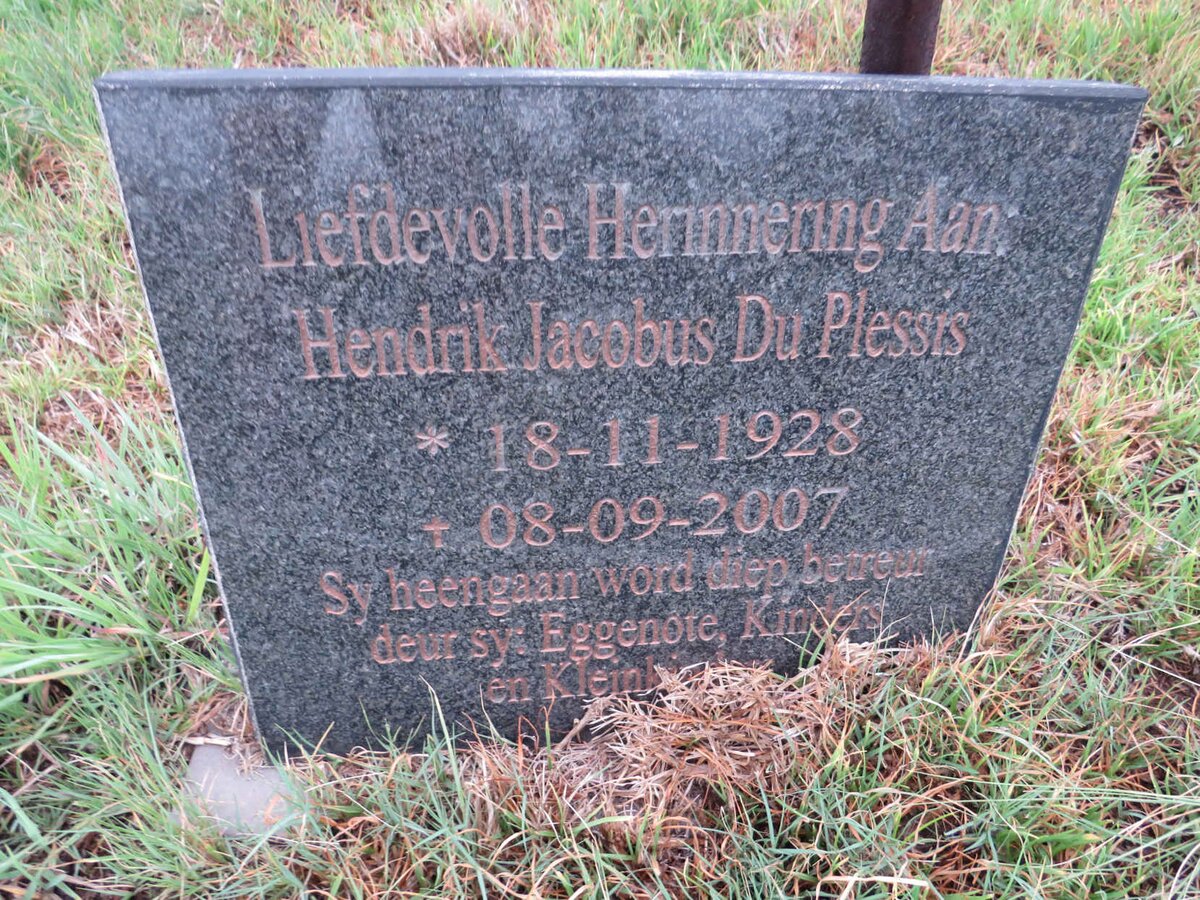 Liefdevolle Herinnering Aan:
Hendrik Jacobus Du Plessis
* 18-11-1928
✝ 08-09-2007
Sy heengaan word diep betreur
deur sy: Eggenote, Kinders
en